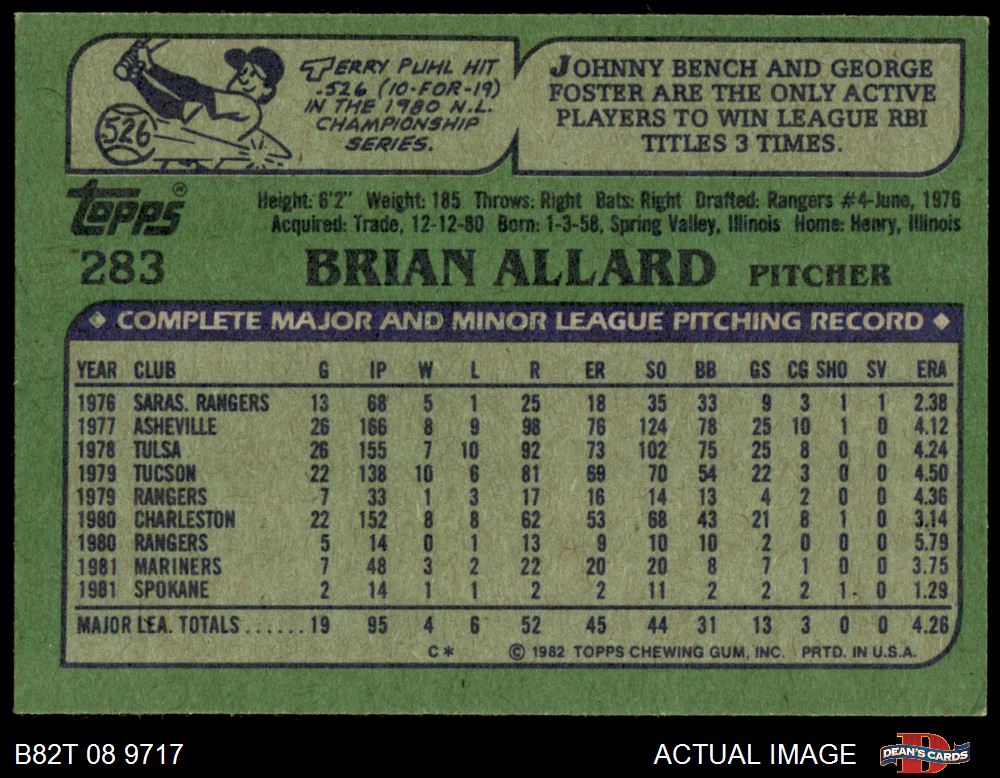 TERRY PUHL HIT
.526 (10-FOR-19)
IN THE 1980 N.L.
CHAMPIONSHIP
SERIES.
526
JOHNNY BENCH AND GEORGE
FOSTER ARE THE ONLY ACTIVE
PLAYERS TO WIN LEAGUE RBI
TITLES 3 TIMES.
Topps®
Height: 6'2" Weight: 185 Throws: Right Bats: Right Drafted: Rangers #4-June, 1976
Acquired: Trade, 12-12-80 Born: 1-3-58, Spring Valley, Illinois Home: Henry, Illinois
283 BRIAN ALLARD PITCHER
◆ COMPLETE MAJOR AND MINOR LEAGUE PITCHING RECORD ◆
YEAR CLUB G IP W L R ER SO BB GS CG SHO SV ERA
1976 SARAS. RANGERS 13 68 5 1 25 18 35 33 9 3 1 1 2.38
1977 ASHEVILLE 26 166 8 9 98 76 124 78 25 10 1 0 4.12
1978 TULSA 26 155 7 10 92 73 102 75 25 8 0 0 4.24
1979 TUCSON 22 138 10 6 81 69 70 54 22 3 0 0 4.50
1979 RANGERS 7 33 1 3 17 16 14 13 4 2 0 0 4.36
1980 CHARLESTON 22 152 8 8 62 53 68 43 21 8 1 0 3.14
1980 RANGERS 5 14 0 1 13 9 10 10 2 0 0 0 5.79
1981 MARINERS 7 48 3 2 22 20 20 8 7 1 0 0 3.75
1981 SPOKANE 2 14 1 1 2 2 11 2 2 2 1 0 1.29
MAJOR LEA. TOTALS ...... 19 95 4 6 52 45 44 31 13 3 0 0 4.26
C* © 1982 TOPPS CHEWING GUM, INC. PRTD. IN U.S.A.
B82T 08 9717 ACTUAL IMAGE D DEAN'S CARDS